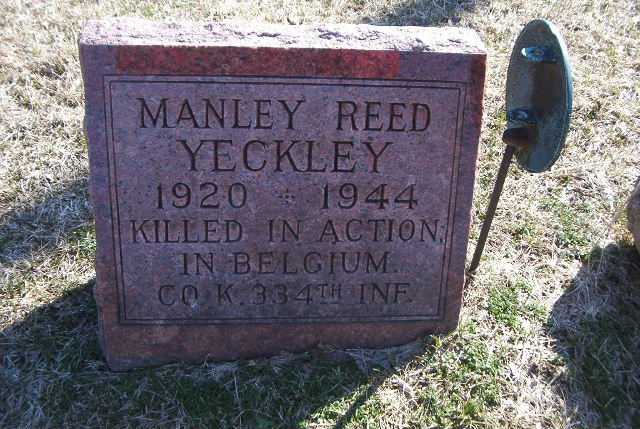 MANLEY REED
YECKLEY
1920 + 1944
KILLED IN ACTION
IN BELGIUM.
CO K. 334TH INF.